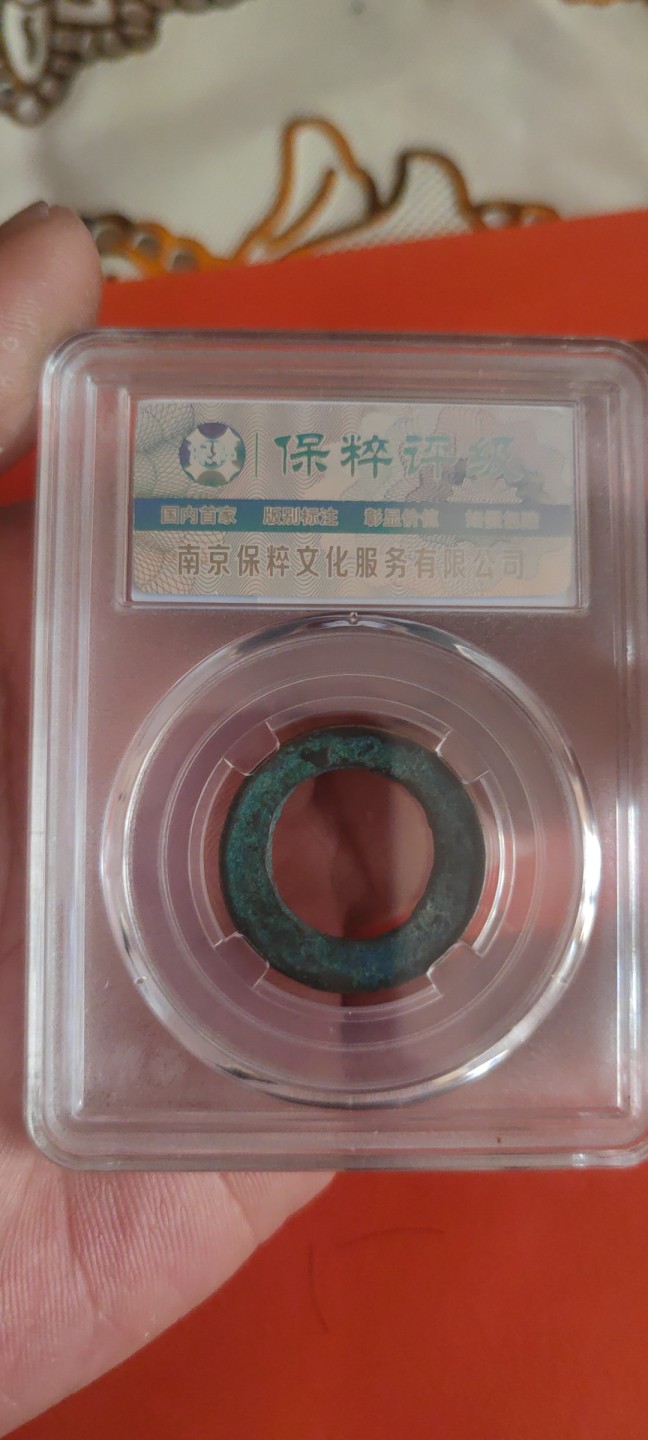 保粹评级
国内首家 版别标注 彰显价值
南京保粹文化服务有限公司